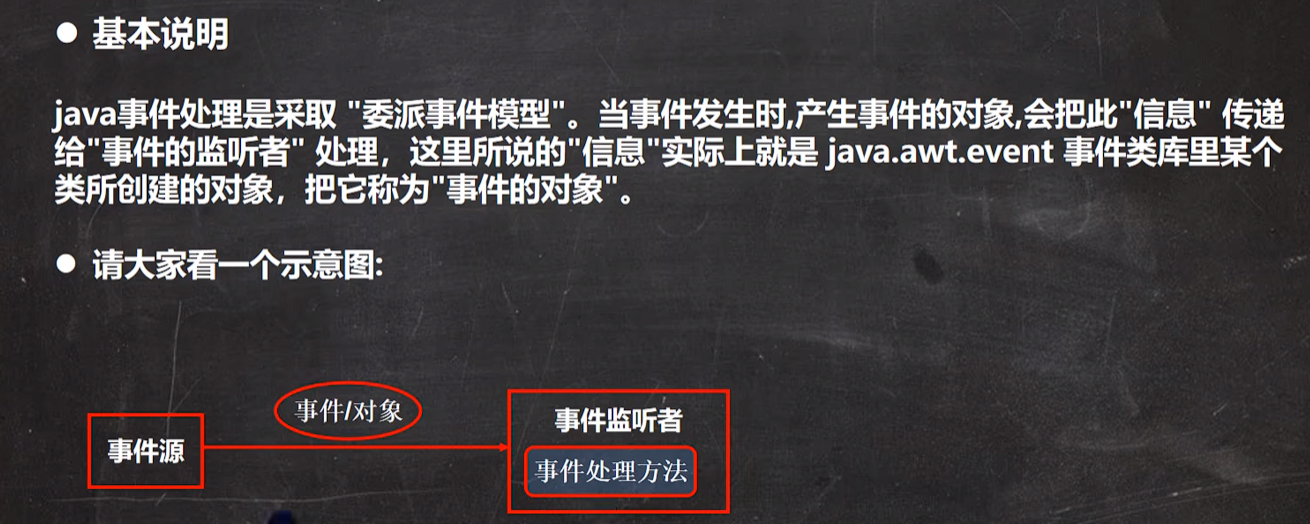 ● 基本说明
java事件处理是采取 "委派事件模型"。当事件发生时,产生事件的对象,会把此"信息" 传递
给"事件的监听者" 处理，这里所说的"信息"实际上就是 java.awt.event 事件类库里某个
类所创建的对象，把它称为"事件的对象"。
● 请大家看一个示意图:
事件/对象
事件监听者
事件源
事件处理方法